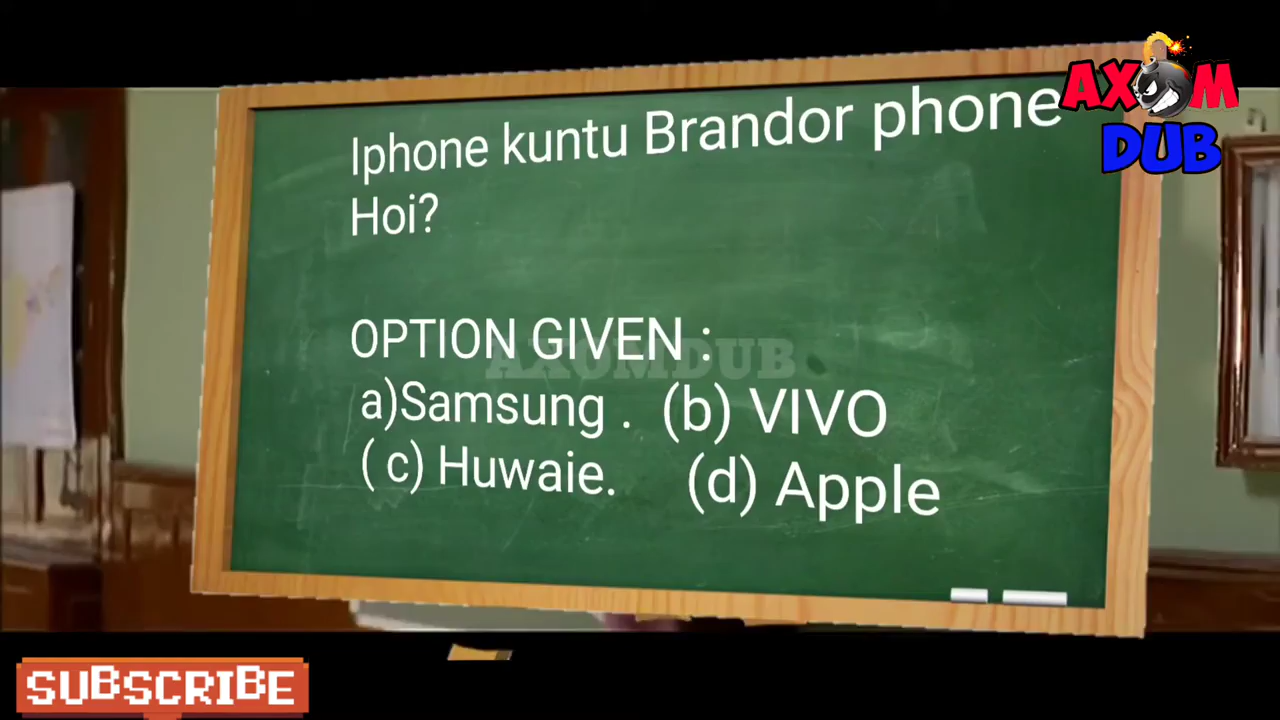 AXOM
DUB
Iphone kuntu Brandor phone
Hoi?
OPTION GIVEN :
AXOMDUB
a)Samsung . (b) VIVO
( c) Huwaie. (d) Apple
SUBSCRIBE